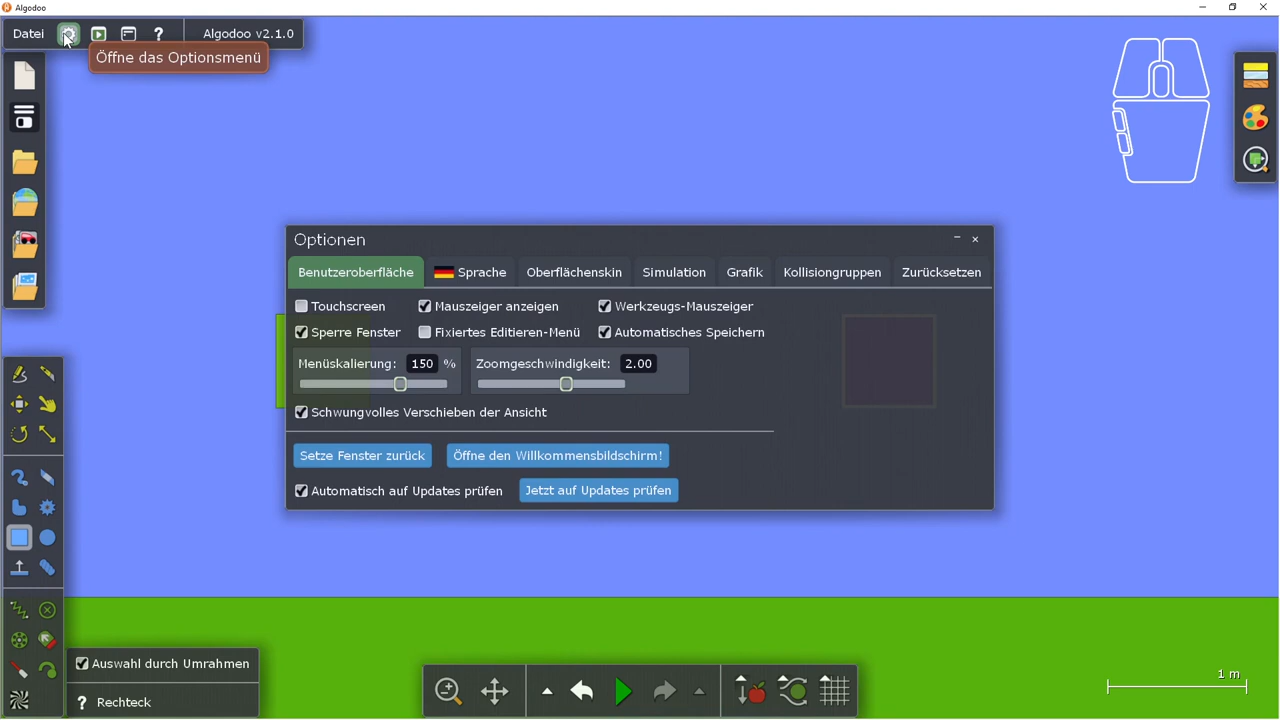 Algodoo
Datei ? Algodoo v2.1.0
Öffne das Optionsmenü
Optionen
Benutzeroberfläche Sprache Oberflächenskin Simulation Grafik Kollisiongruppen Zurücksetzen
Touchscreen Mauszeiger anzeigen Werkzeugs-Mauszeiger
Sperre Fenster Fixiertes Editieren-Menü Automatisches Speichern
Menüskalierung: 150 % Zoomgeschwindigkeit: 2.00
Schwungvolles Verschieben der Ansicht
Setze Fenster zurück Öffne den Willkommensbildschirm!
Automatisch auf Updates prüfen Jetzt auf Updates prüfen
Auswahl durch Umrahmen
? Rechteck
1 m